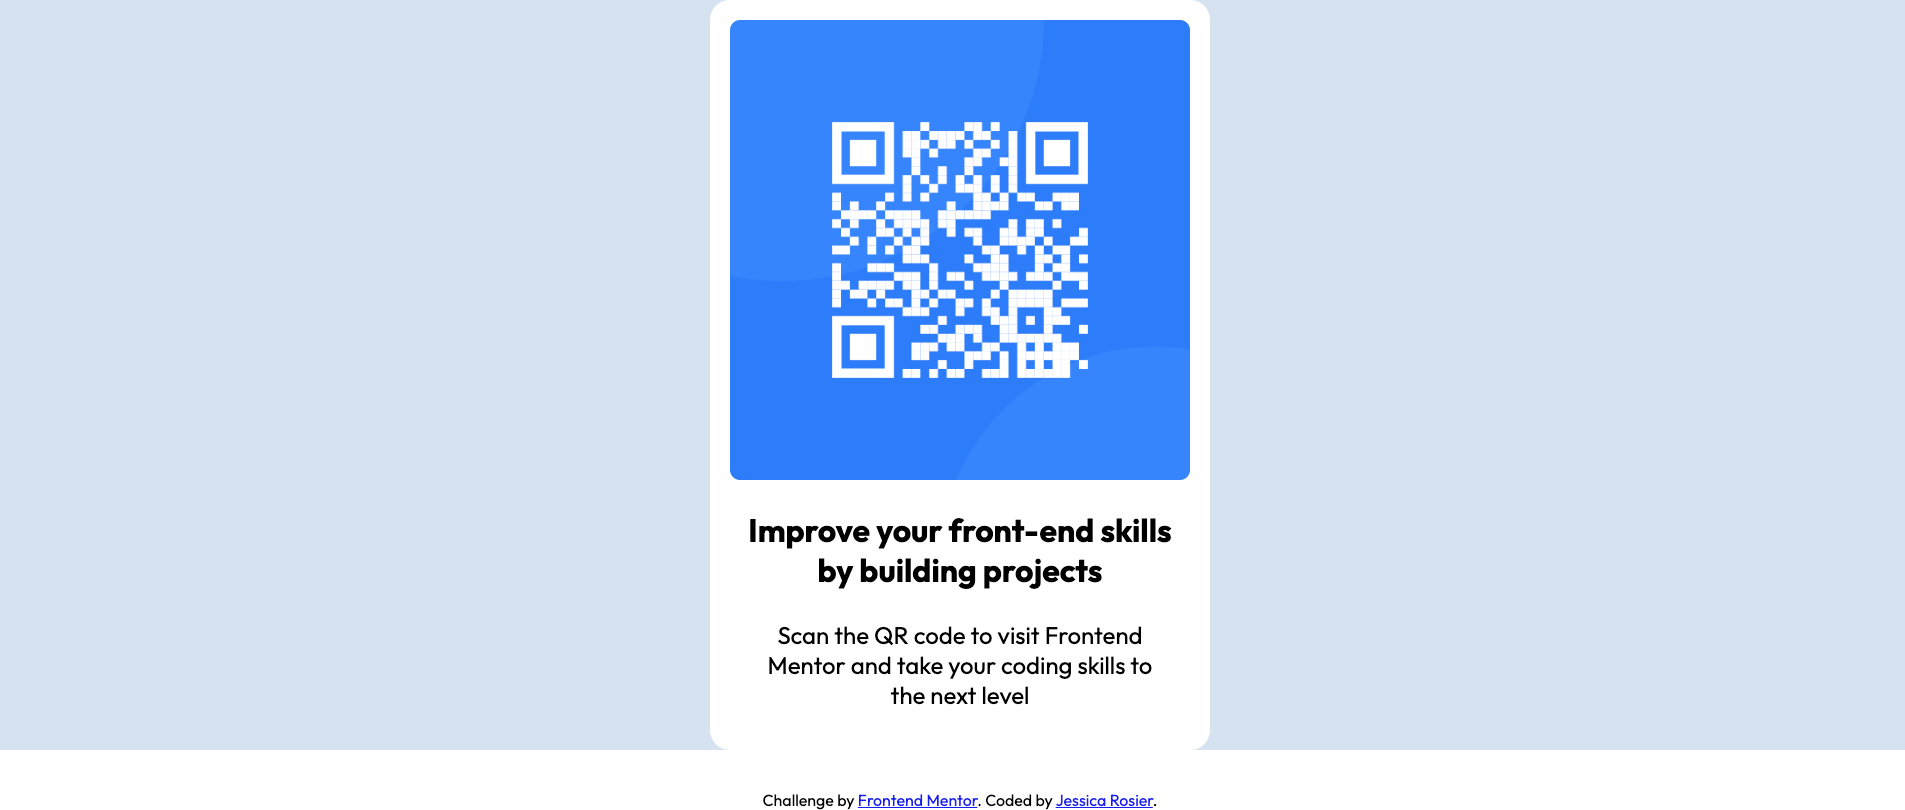 Improve your front-end skills
by building projects
Scan the QR code to visit Frontend
Mentor and take your coding skills to
the next level
Challenge by Frontend Mentor. Coded by Jessica Rosier.